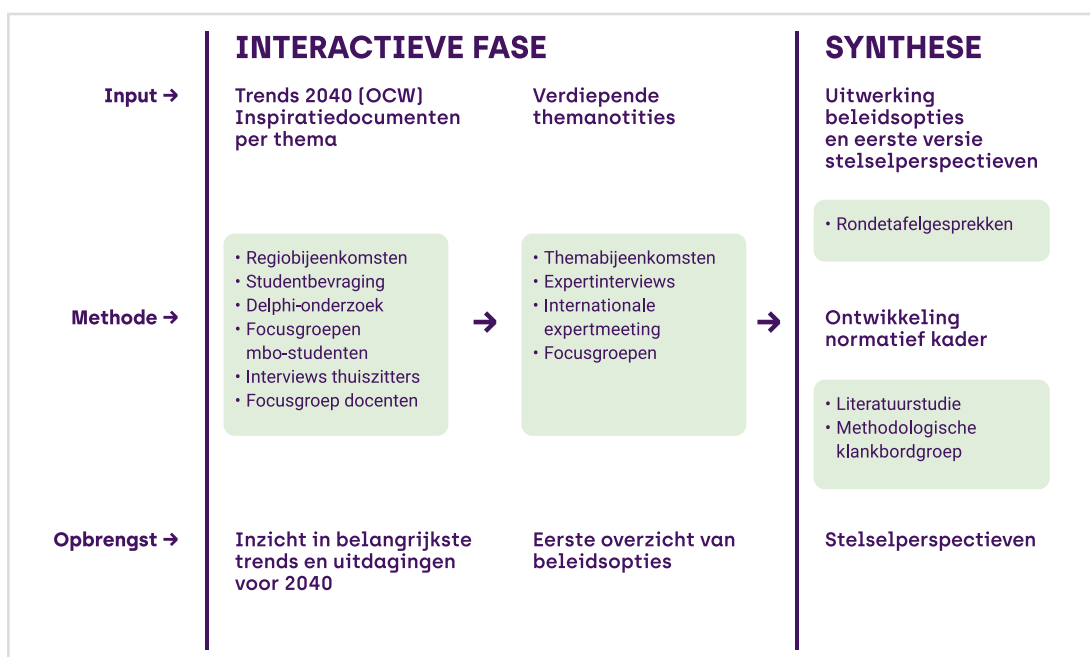 INTERACTIEVE FASE
SYNTHESE
Input →
Trends 2040 (OCW)
Inspiratiedocumenten
per thema
Verdiepende
themanotities
Uitwerking
beleidsopties
en eerste versie
stelselperspectieven
• Rondetafelgesprekken
Methode →
• Regiobijeenkomsten
• Studentbevraging
• Delphi-onderzoek
• Focusgroepen
mbo-studenten
• Interviews thuiszitters
• Focusgroep docenten
→
• Themabijeenkomsten
• Expertinterviews
• Internationale
expertmeeting
• Focusgroepen
→
Ontwikkeling
normatief kader
• Literatuurstudie
• Methodologische
klankbordgroep
Opbrengst →
Inzicht in belangrijkste
trends en uitdagingen
voor 2040
Eerste overzicht van
beleidsopties
Stelselperspectieven